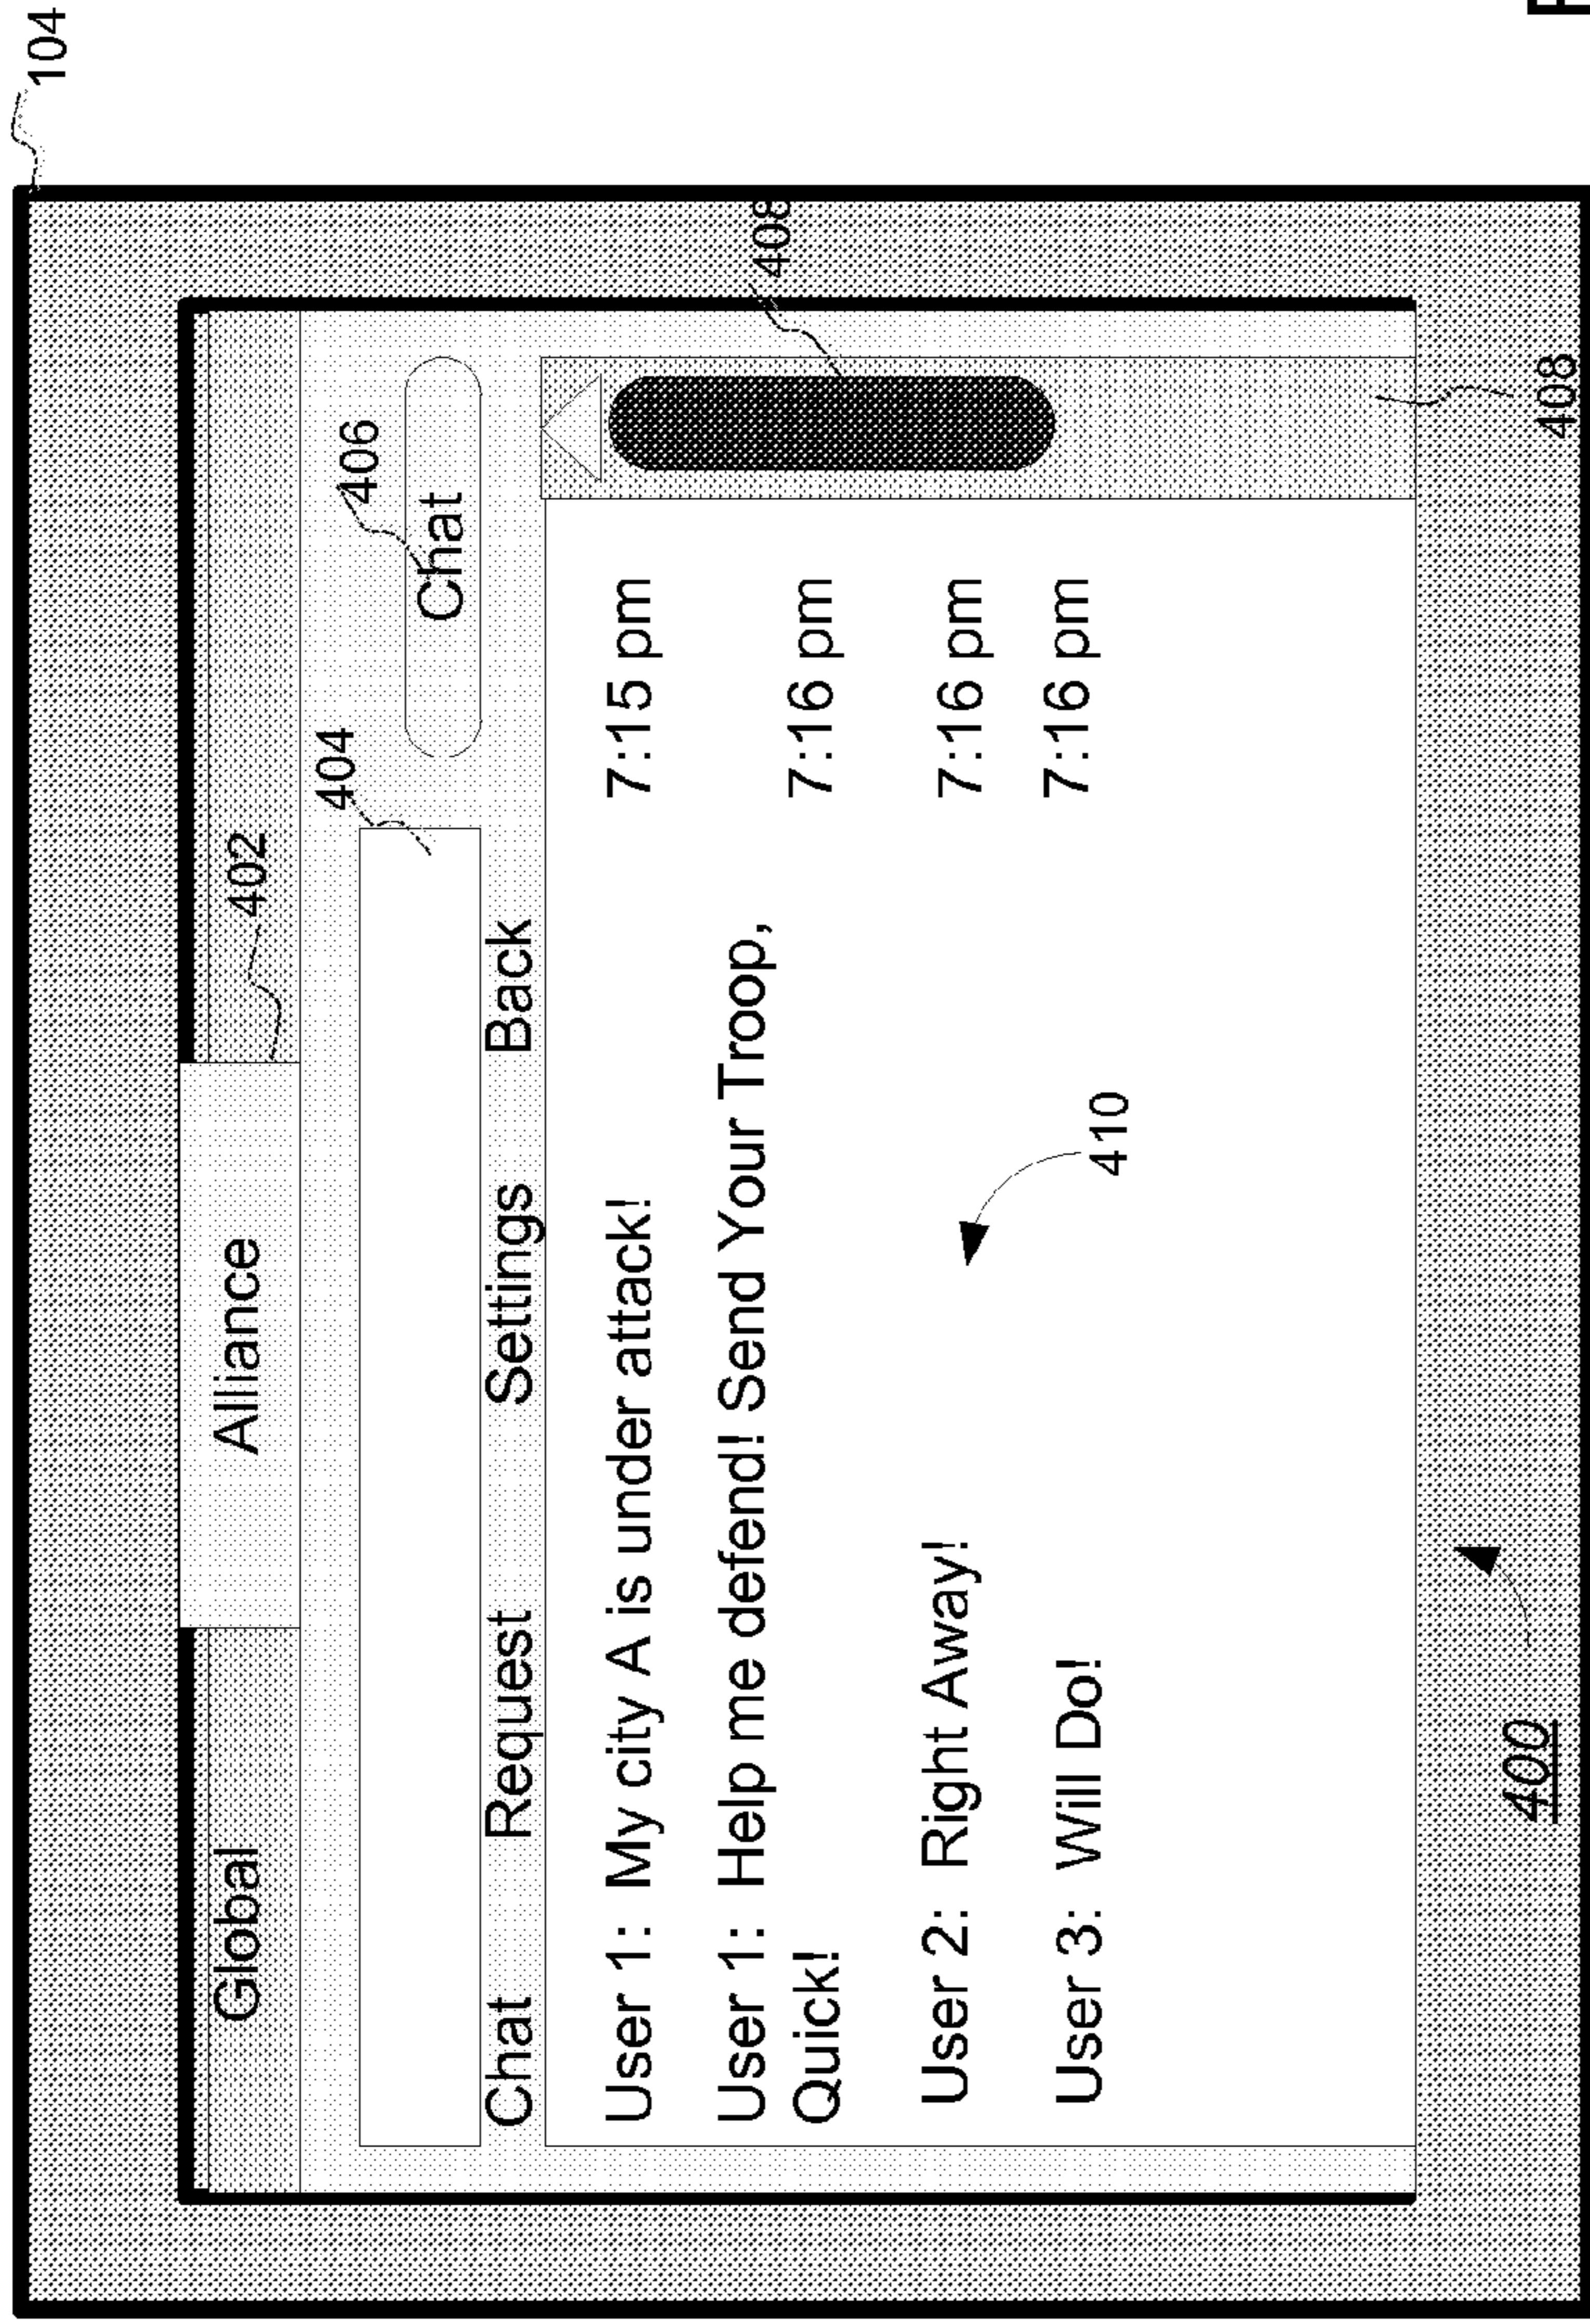 104
Global Alliance 402
404 406
Chat
Chat Request Settings Back
User 1: My city A is under attack! 7:15 pm
User 1: Help me defend! Send Your Troop,
Quick! 7:16 pm
408
User 2: Right Away! 7:16 pm
User 3: Will Do! 7:16 pm
410
400
408